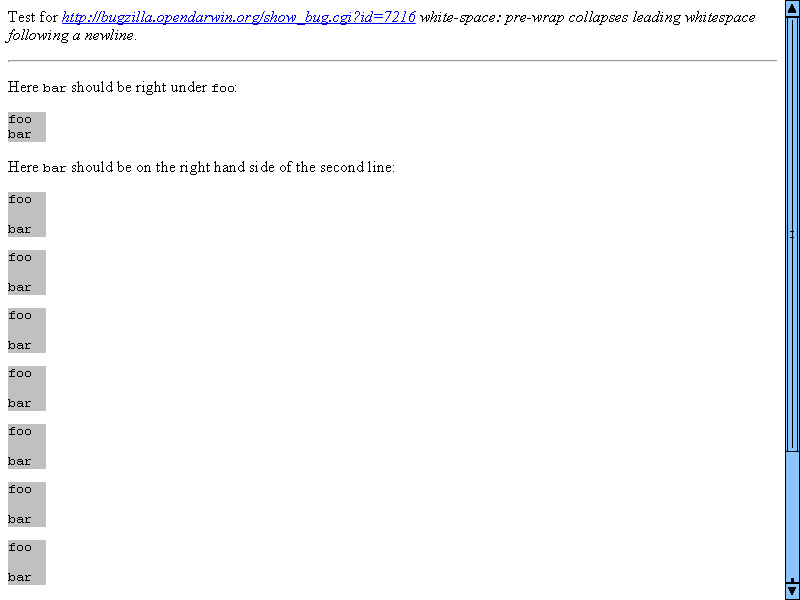 Test for http://bugzilla.opendarwin.org/show_bug.cgi?id=7216 white-space: pre-wrap collapses leading whitespace
following a newline.
Here bar should be right under foo:
foo
bar
Here bar should be on the right hand side of the second line:
foo
bar
foo
bar
foo
bar
foo
bar
foo
bar
foo
bar
foo
bar